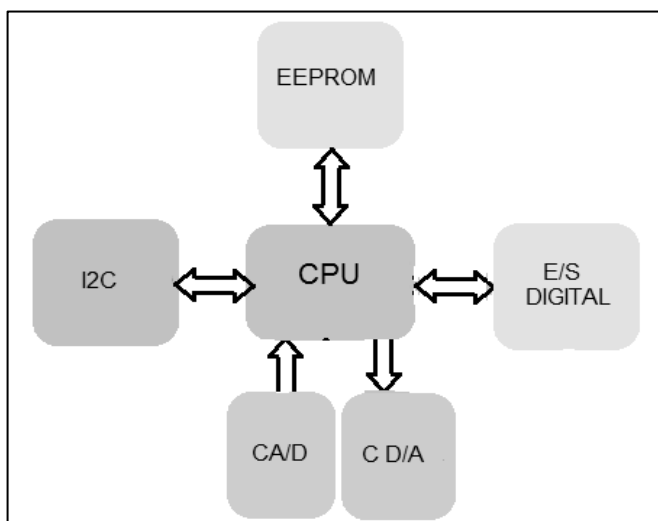 EEPROM
I2C
CPU
E/S
DIGITAL
CA/D
C D/A